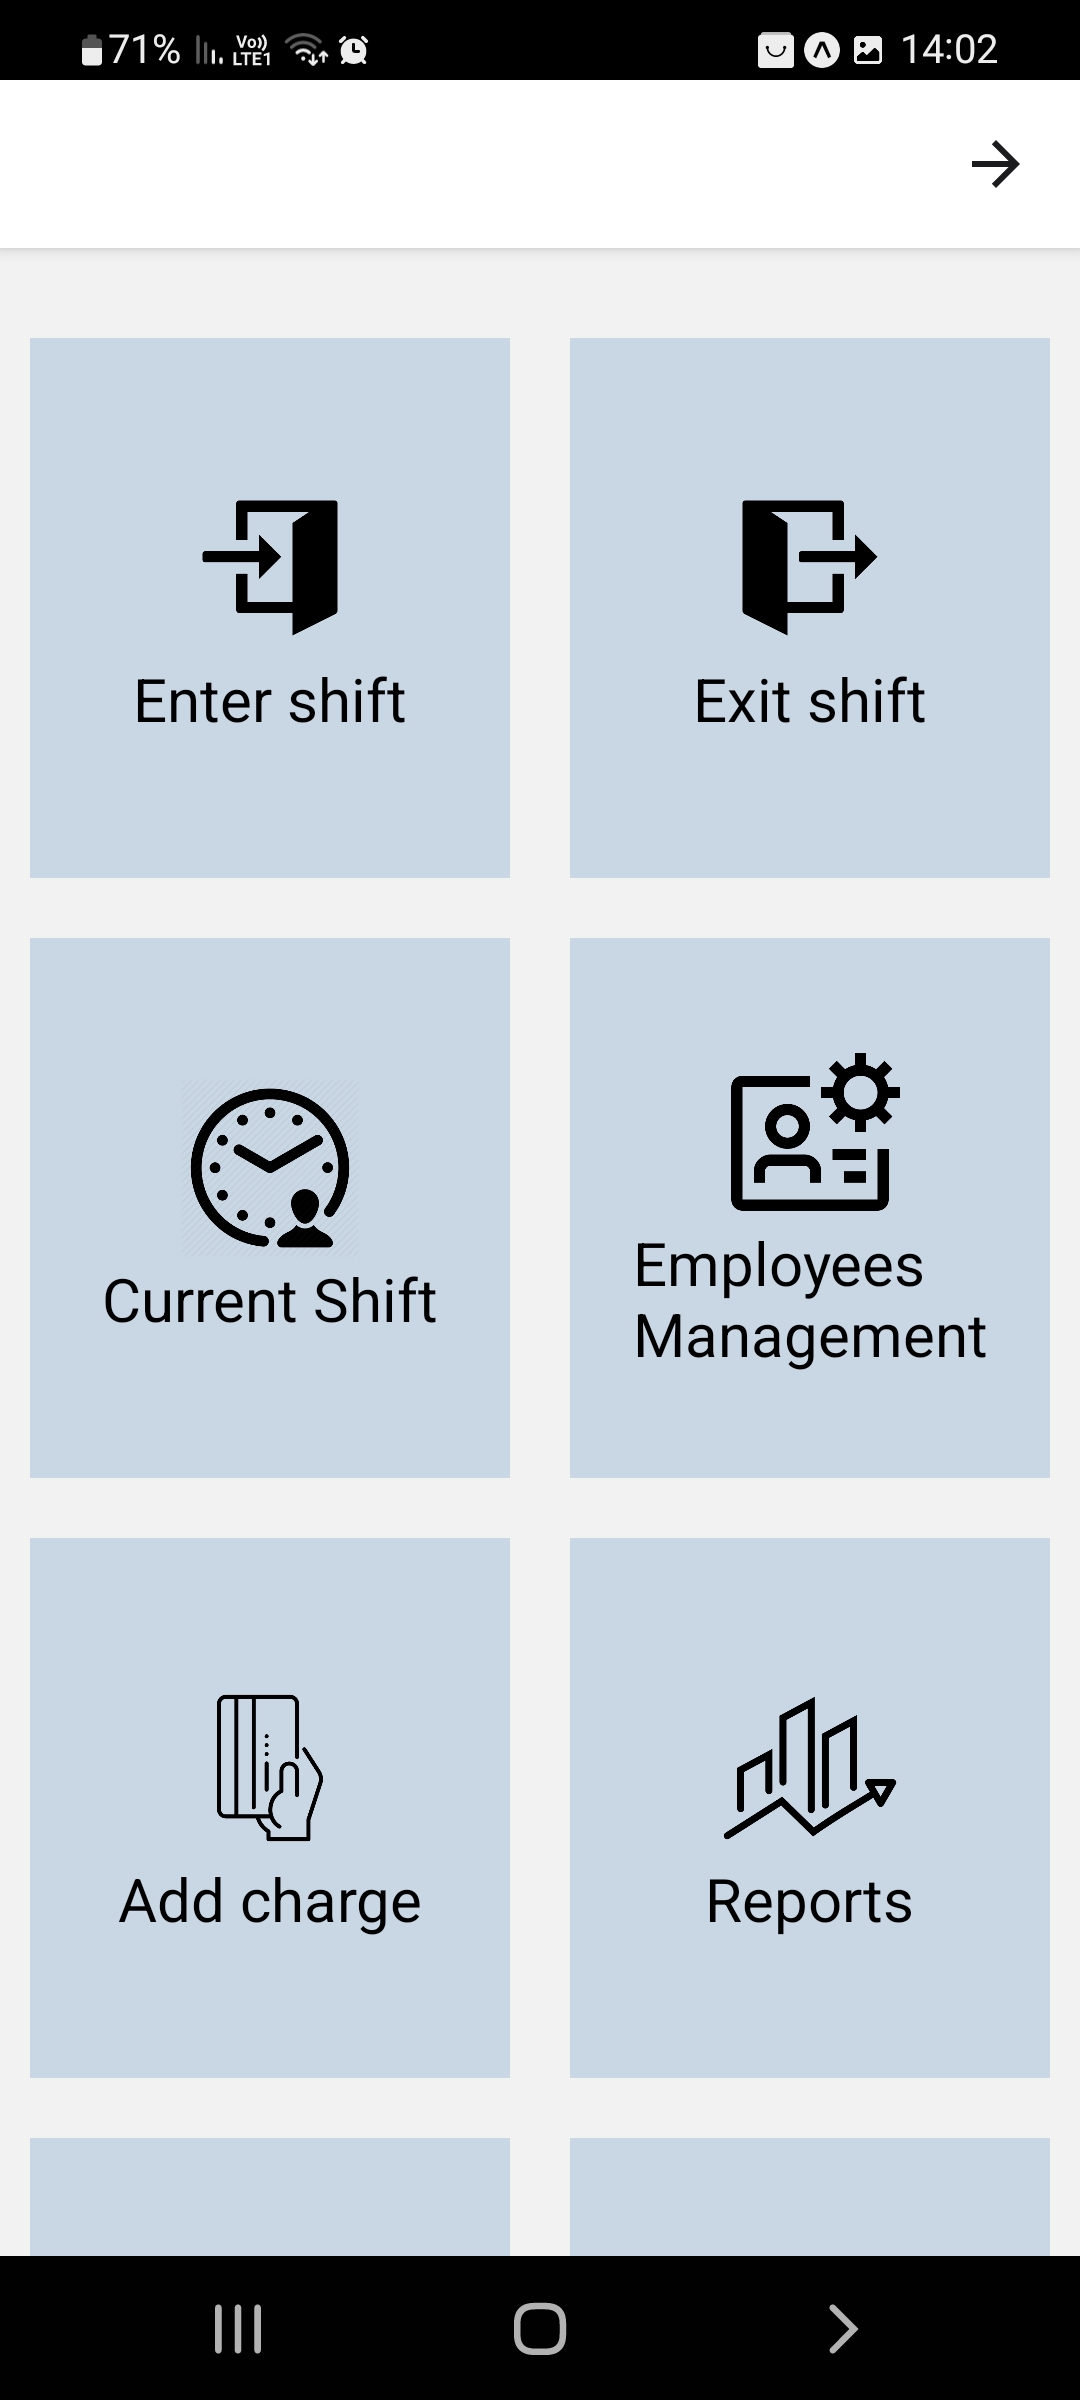 71% Vo)) LTE1 14:02
Enter shift
Exit shift
Current Shift
Employees
Management
Add charge
Reports